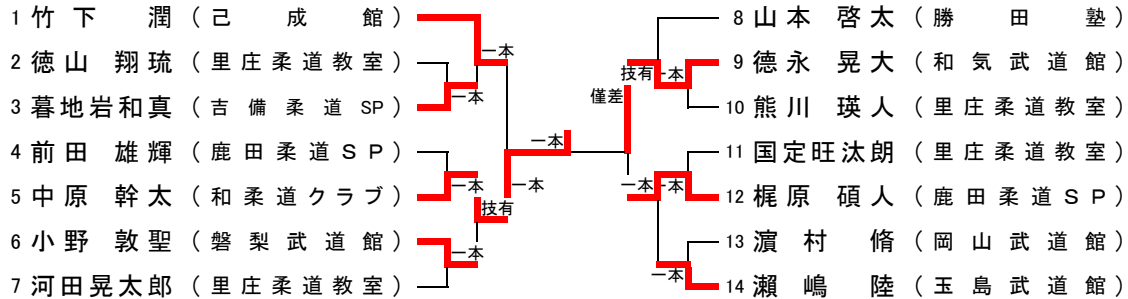 1 竹下 潤 （己成館）
2 徳山 翔琉 （里庄柔道教室）
3 暮地岩和真 （吉備柔道SP）
4 前田 雄輝 （鹿田柔道ＳＰ）
5 中原 幹太 （和柔道クラブ）
6 小野 敦聖 （磐梨武道館）
7 河田晃太郎 （里庄柔道教室）
一本
一本
一本
技有
一本
一本
一本
僅差
技有
一本
一本
一本
一本
8 山本 啓太 （勝田塾）
9 德永 晃大 （和気武道館）
10 熊川 瑛人 （里庄柔道教室）
11 国定旺汰朗 （里庄柔道教室）
12 梶原 碩人 （鹿田柔道ＳＰ）
13 濵村 脩 （岡山武道館）
14 瀨嶋 陸 （玉島武道館）